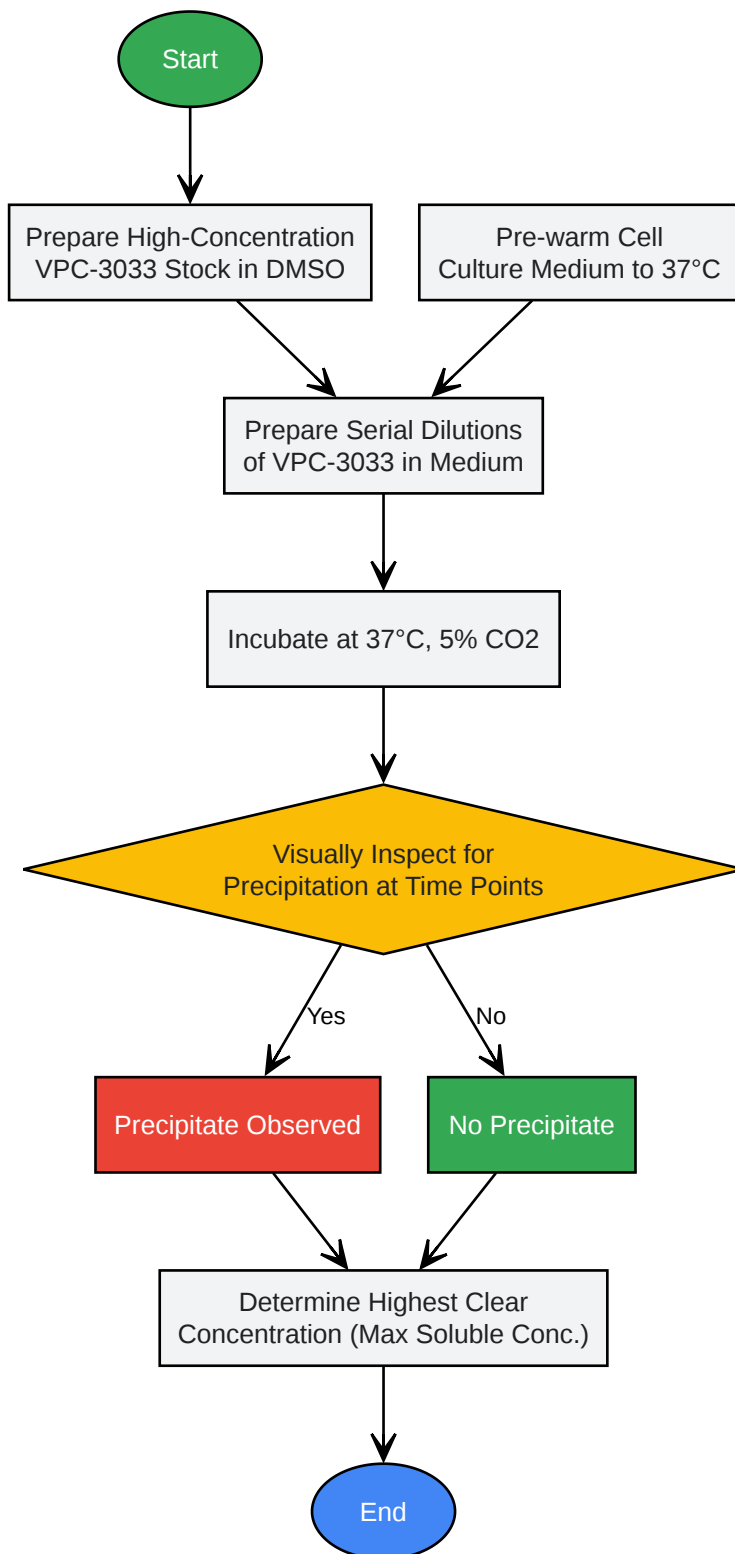 Start
Prepare High-Concentration
VPC-3033 Stock in DMSO
Pre-warm Cell
Culture Medium to 37°C
Prepare Serial Dilutions
of VPC-3033 in Medium
Incubate at 37°C, 5% CO2
Visually Inspect for
Precipitation at Time Points
Yes
No
Precipitate Observed
No Precipitate
Determine Highest Clear
Concentration (Max Soluble Conc.)
End